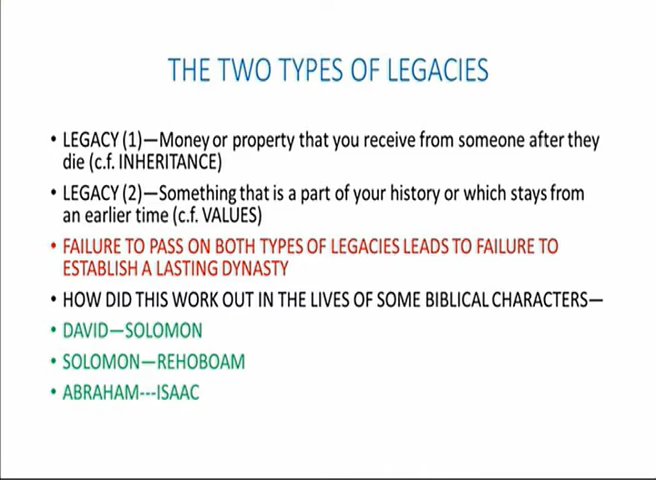 THE TWO TYPES OF LEGACIES
• LEGACY (1)—Money or property that you receive from someone after they
die (c.f. INHERITANCE)
• LEGACY (2)—Something that is a part of your history or which stays from
an earlier time (c.f. VALUES)
• FAILURE TO PASS ON BOTH TYPES OF LEGACIES LEADS TO FAILURE TO
ESTABLISH A LASTING DYNASTY
• HOW DID THIS WORK OUT IN THE LIVES OF SOME BIBLICAL CHARACTERS—
• DAVID—SOLOMON
• SOLOMON—REHOBOAM
• ABRAHAM---ISAAC